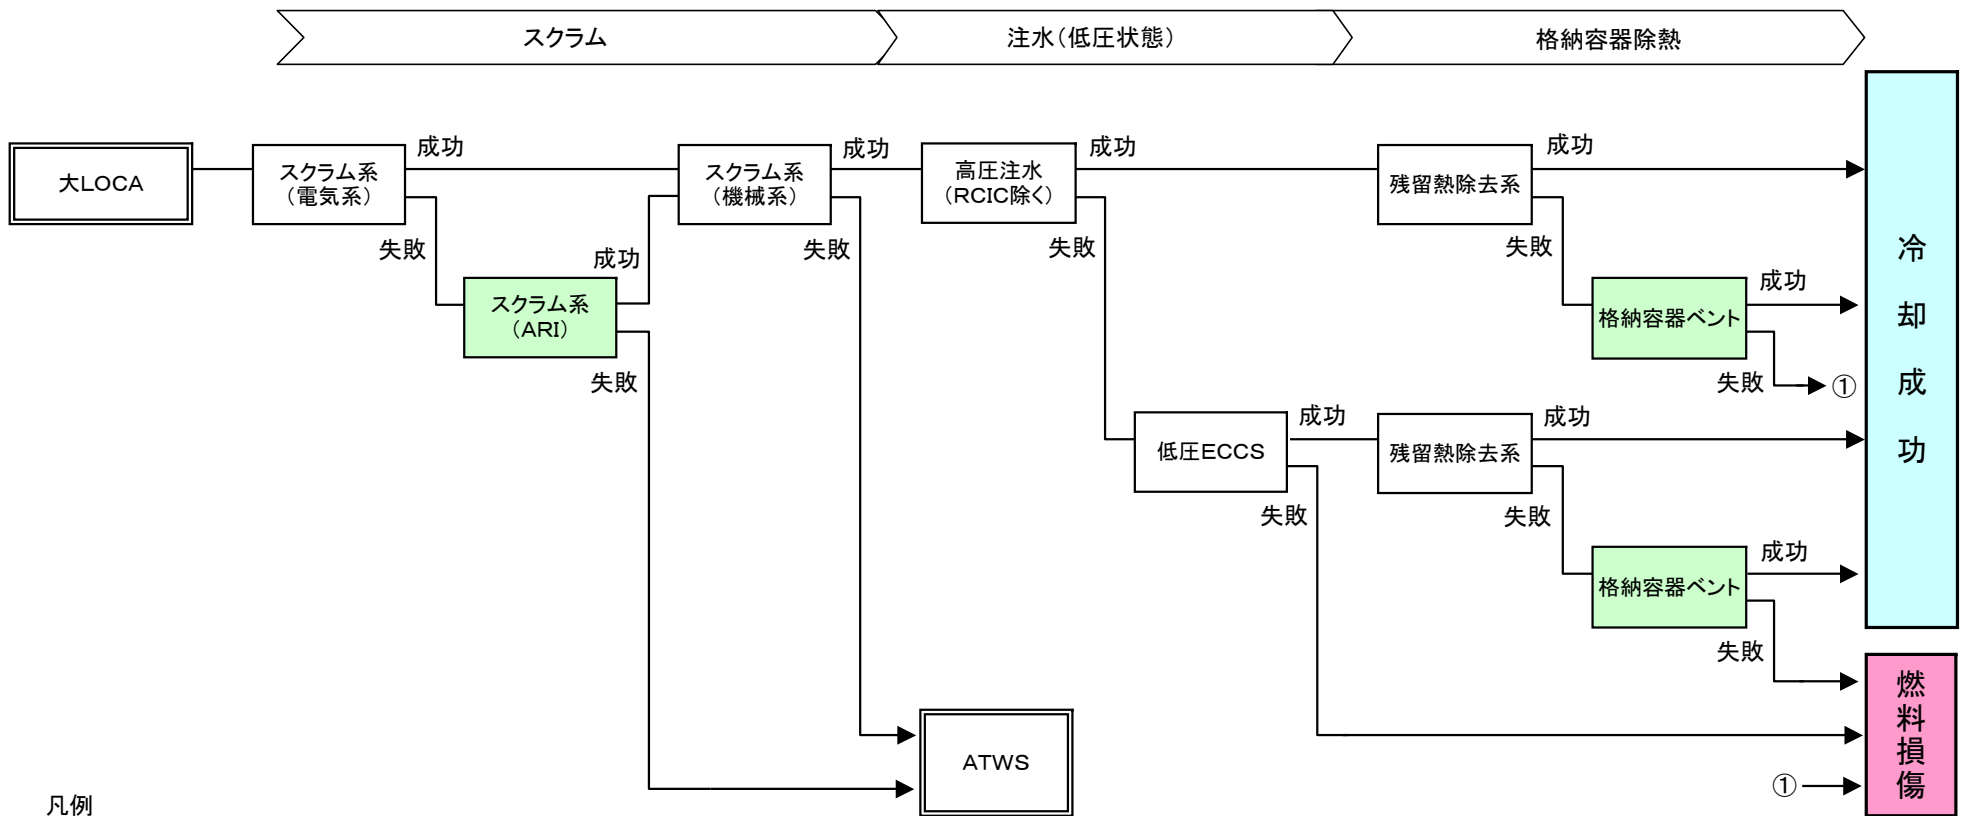 スクラム
注水(低圧状態)
格納容器除熱
大LOCA
スクラム系
(電気系)
成功
失敗
スクラム系
(ARI)
成功
失敗
スクラム系
(機械系)
成功
失敗
高圧注水
(RCIC除く)
成功
失敗
残留熱除去系
成功
失敗
格納容器ベント
成功
失敗
①
低圧ECCS
成功
失敗
残留熱除去系
成功
失敗
格納容器ベント
成功
失敗
ATWS
①
冷却成功
燃料損傷
凡例